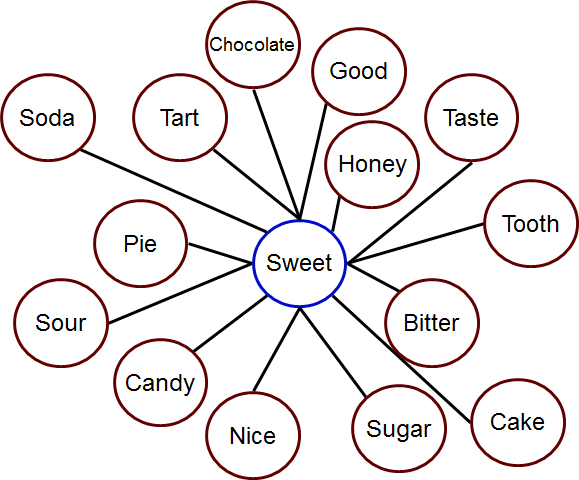 Chocolate
Good
Soda
Tart
Taste
Honey
Tooth
Pie
Sweet
Sour
Bitter
Candy
Nice
Sugar
Cake